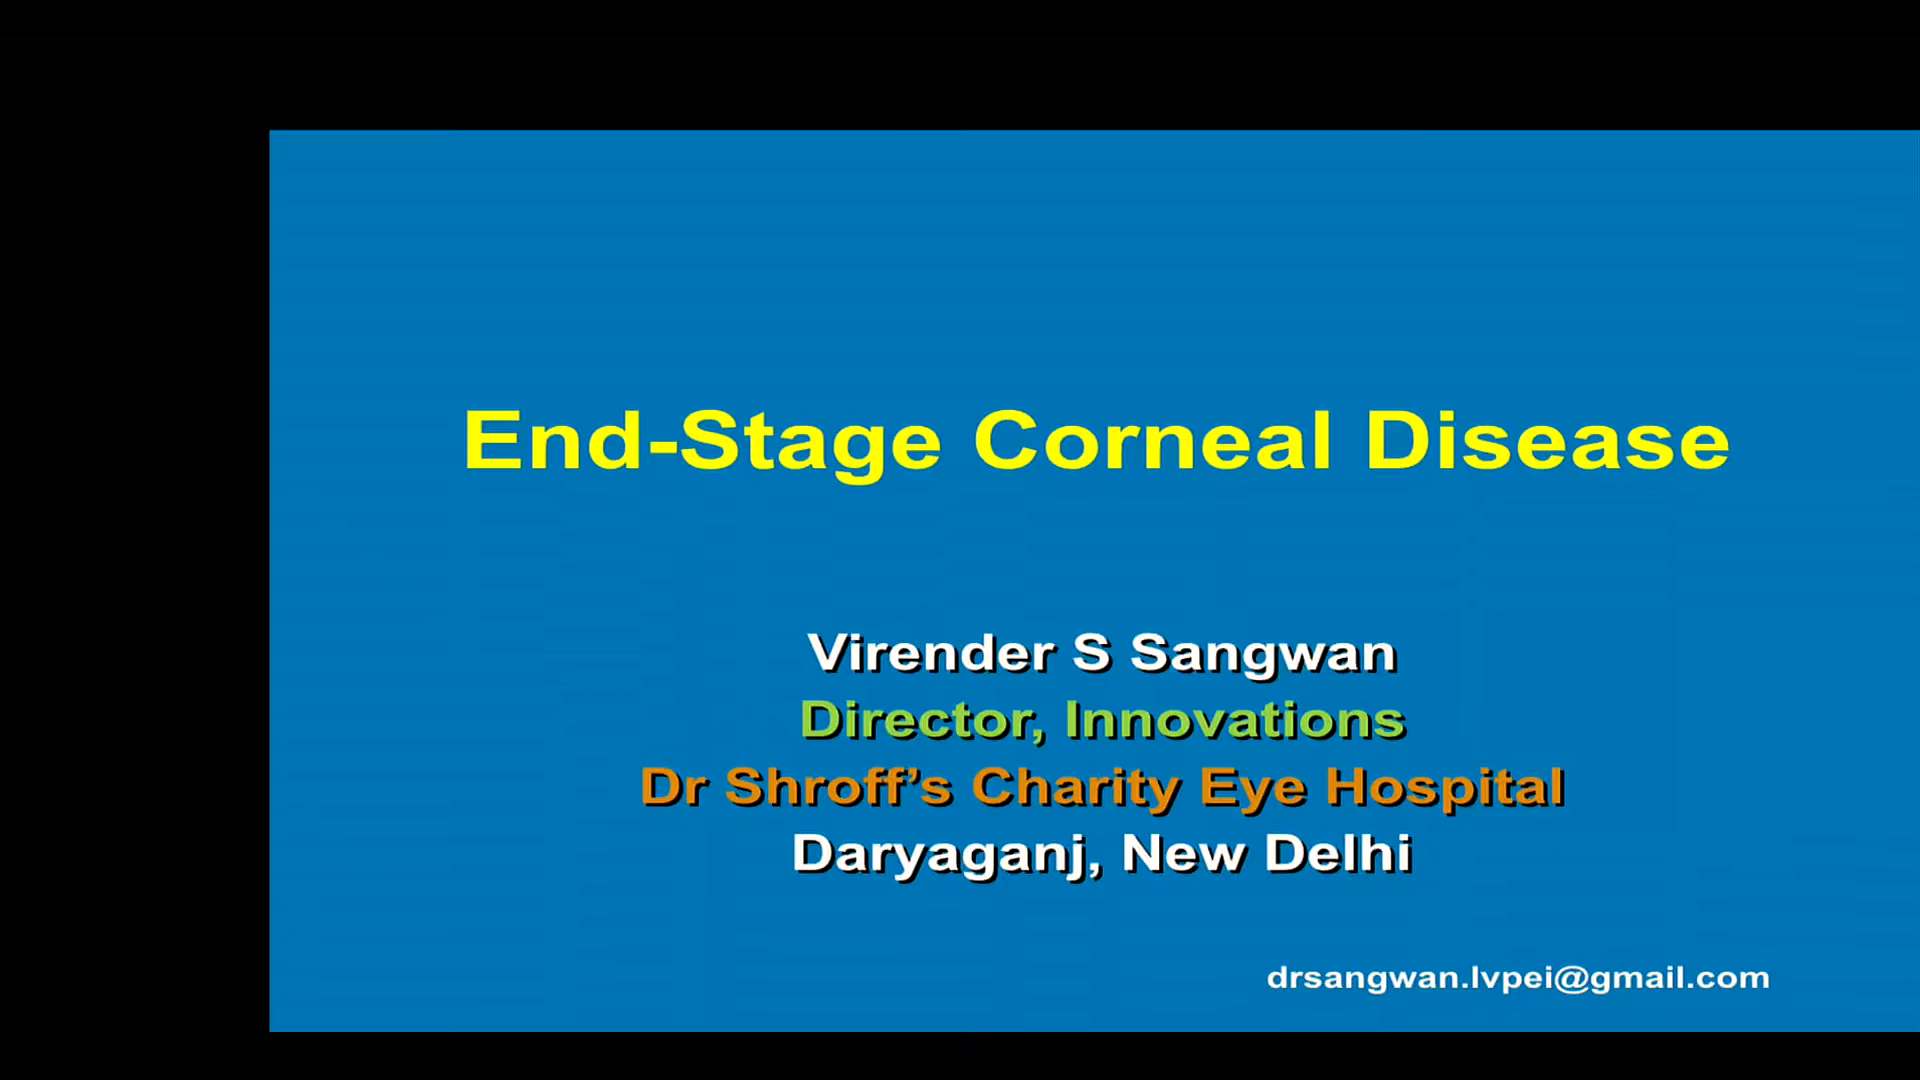 End-Stage Corneal Disease
Virender S Sangwan
Director, Innovations
Dr Shroff’s Charity Eye Hospital
Daryaganj, New Delhi
drsangwan.lvpei@gmail.com